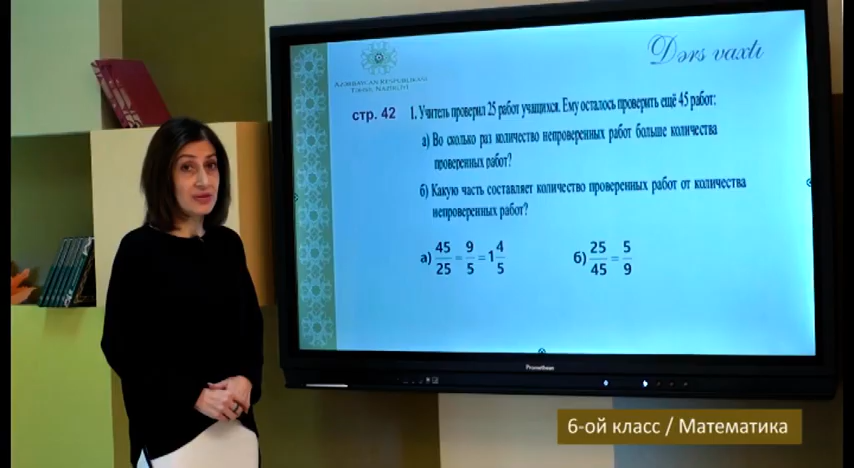 Dərs vaxtı
AZƏRBAYCAN RESPUBLİKASI
TƏHSİL NAZİRLİYİ
стр. 42 1. Учитель проверил 25 работ учащихся. Ему осталось проверить ещё 45 работ:
а) Во сколько раз количество непроверенных работ больше количества
проверенных работ?
б) Какую часть составляет количество проверенных работ от количества
непроверенных работ?
а) 45/25 = 9/5 = 1 4/5 б) 25/45 = 5/9
Promethean
6-ой класс / Математика